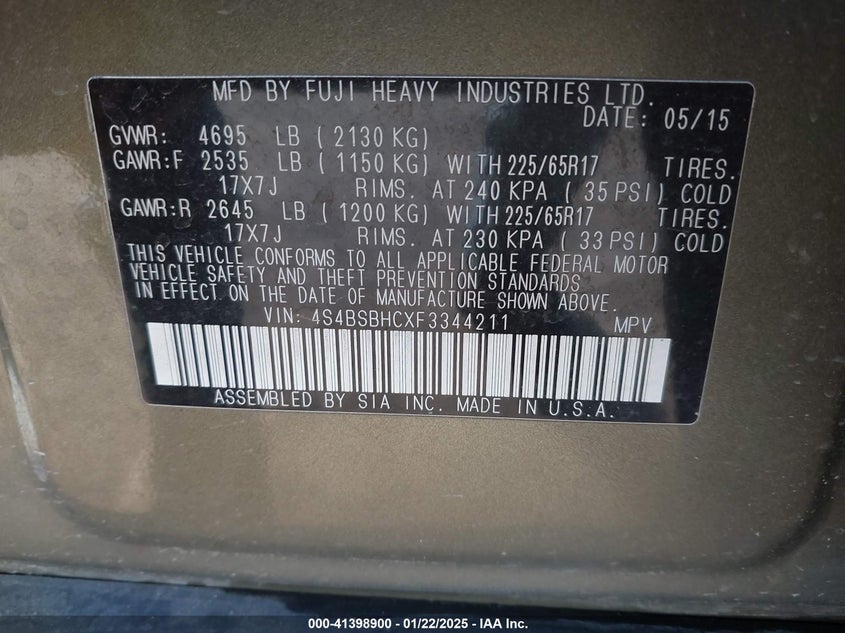 MFD BY FUJI HEAVY INDUSTRIES LTD.
DATE: 05/15
GVWR: 4695 LB ( 2130 KG)
GAWR:F 2535 LB ( 1150 KG) WITH 225/65R17 TIRES.
17X7J RIMS. AT 240 KPA ( 35 PSI) COLD
GAWR:R 2645 LB ( 1200 KG) WITH 225/65R17 TIRES.
17X7J RIMS. AT 230 KPA ( 33 PSI) COLD
THIS VEHICLE CONFORMS TO ALL APPLICABLE FEDERAL MOTOR
VEHICLE SAFETY AND THEFT PREVENTION STANDARDS
IN EFFECT ON THE DATE OF MANUFACTURE SHOWN ABOVE.
VIN: 4S4BSBHCXF3344211 MPV
ASSEMBLED BY SIA INC. MADE IN U.S.A.
000-41398900 - 01/22/2025 - IAA Inc.